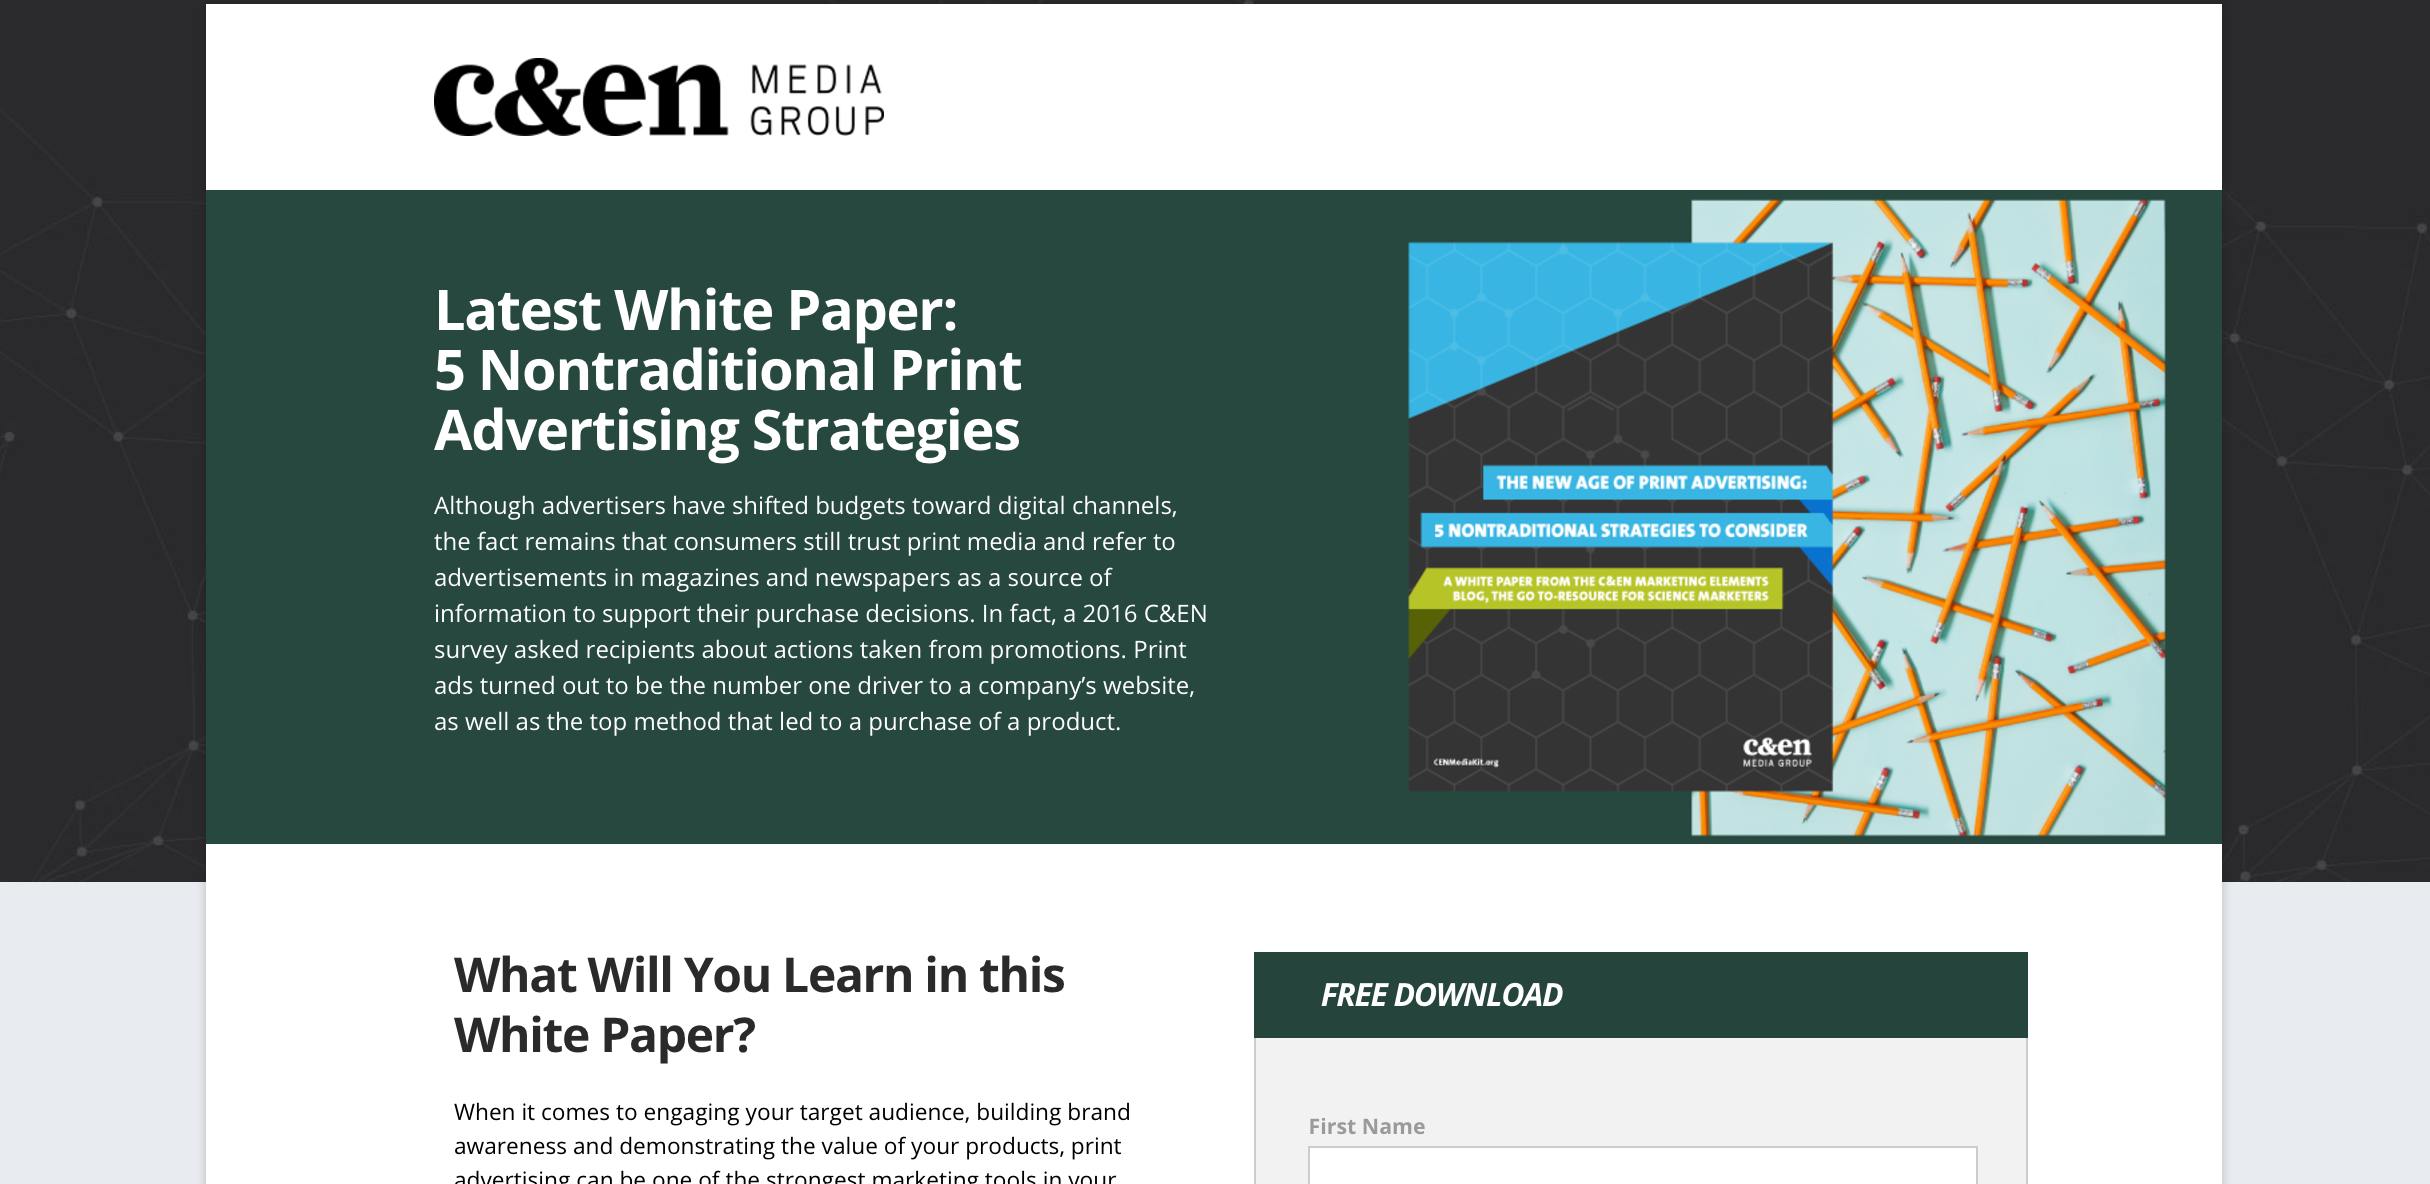 c&en MEDIA
GROUP
Latest White Paper:
5 Nontraditional Print
Advertising Strategies
Although advertisers have shifted budgets toward digital channels,
the fact remains that consumers still trust print media and refer to
advertisements in magazines and newspapers as a source of
information to support their purchase decisions. In fact, a 2016 C&EN
survey asked recipients about actions taken from promotions. Print
ads turned out to be the number one driver to a company’s website,
as well as the top method that led to a purchase of a product.
THE NEW AGE OF PRINT ADVERTISING:
5 NONTRADITIONAL STRATEGIES TO CONSIDER
A WHITE PAPER FROM THE C&EN MARKETING ELEMENTS
BLOG, THE GO TO-RESOURCE FOR SCIENCE MARKETERS
CENMediaKit.org
c&en
MEDIA GROUP
What Will You Learn in this
White Paper?
When it comes to engaging your target audience, building brand
awareness and demonstrating the value of your products, print
advertising can be one of the strongest marketing tools in your
FREE DOWNLOAD
First Name